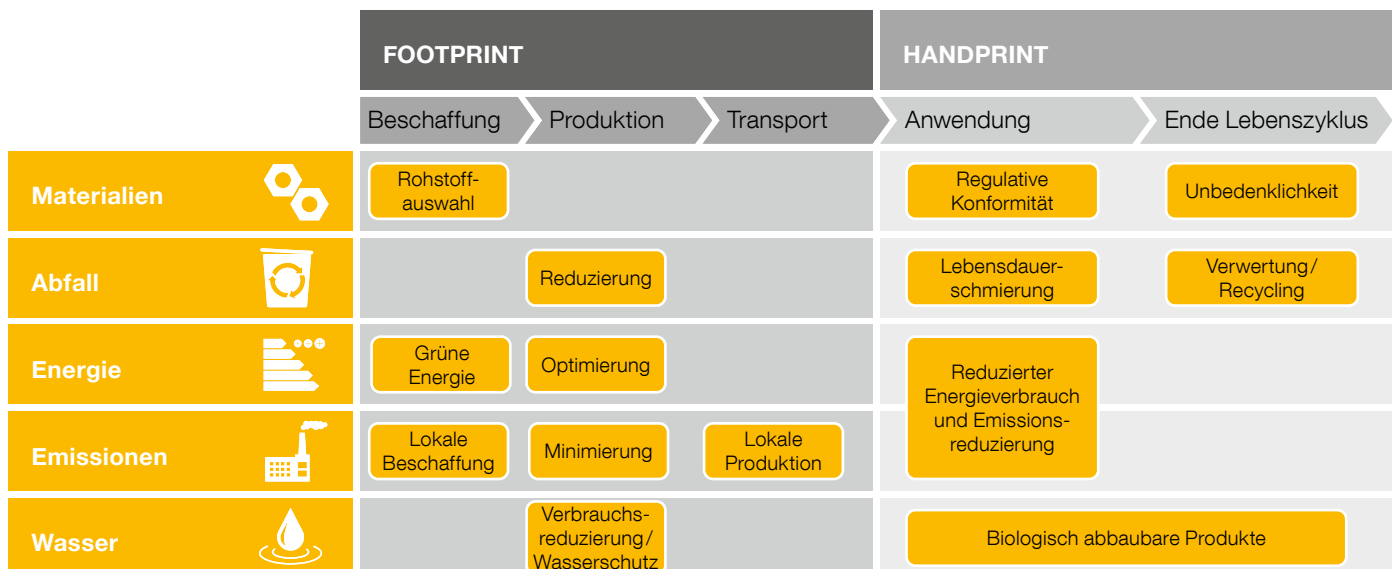 FOOTPRINT
HANDPRINT
Beschaffung
Produktion
Transport
Anwendung
Ende Lebenszyklus
Materialien
Rohstoff-
auswahl
Regulative
Konformität
Unbedenklichkeit
Abfall
Reduzierung
Lebensdauer-
schmierung
Verwertung/
Recycling
Energie
Grüne
Energie
Optimierung
Reduzierter
Energieverbrauch
und Emissions-
reduzierung
Emissionen
Lokale
Beschaffung
Minimierung
Lokale
Produktion
Wasser
Verbrauchs-
reduzierung/
Wasserschutz
Biologisch abbaubare Produkte